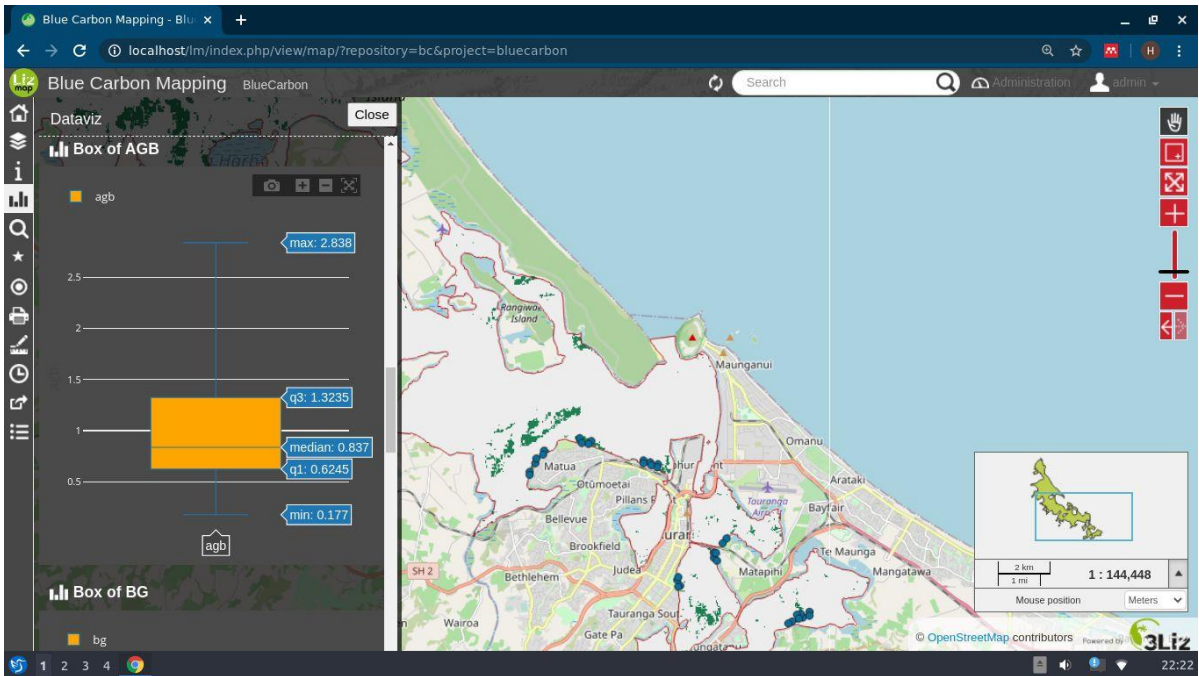 Blue Carbon Mapping - Blu
localhost/lm/index.php/view/map/?repository=bc&project=bluecarbon
H
Liz
map
Blue Carbon Mapping
BlueCarbon
Search
Administration
admin
Dataviz
Close
Box of AGB
agb
max: 2.838
2.5
2
1.5
q3: 1.3235
1
median: 0.837
q1: 0.6245
0.5
min: 0.177
agb
Box of BG
bg
Island
Maunganui
Omanu
Matua
Otūmoetai
Arataki
Pillans
Tauranga
Bayfair
Bellevue
Brookfield
Te Maunga
SH 2
Bethlehem
Judea
Matapihi
Mangatawa
Wairoa
Tauranga Sout
Gate Pa
2 km
1 mi
1 : 144,448
Mouse position
Meters
© OpenStreetMap contributors
Powered by
3Liz
1 2 3 4
22:22